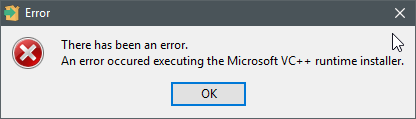 Error
There has been an error.
An error occured executing the Microsoft VC++ runtime installer.
OK